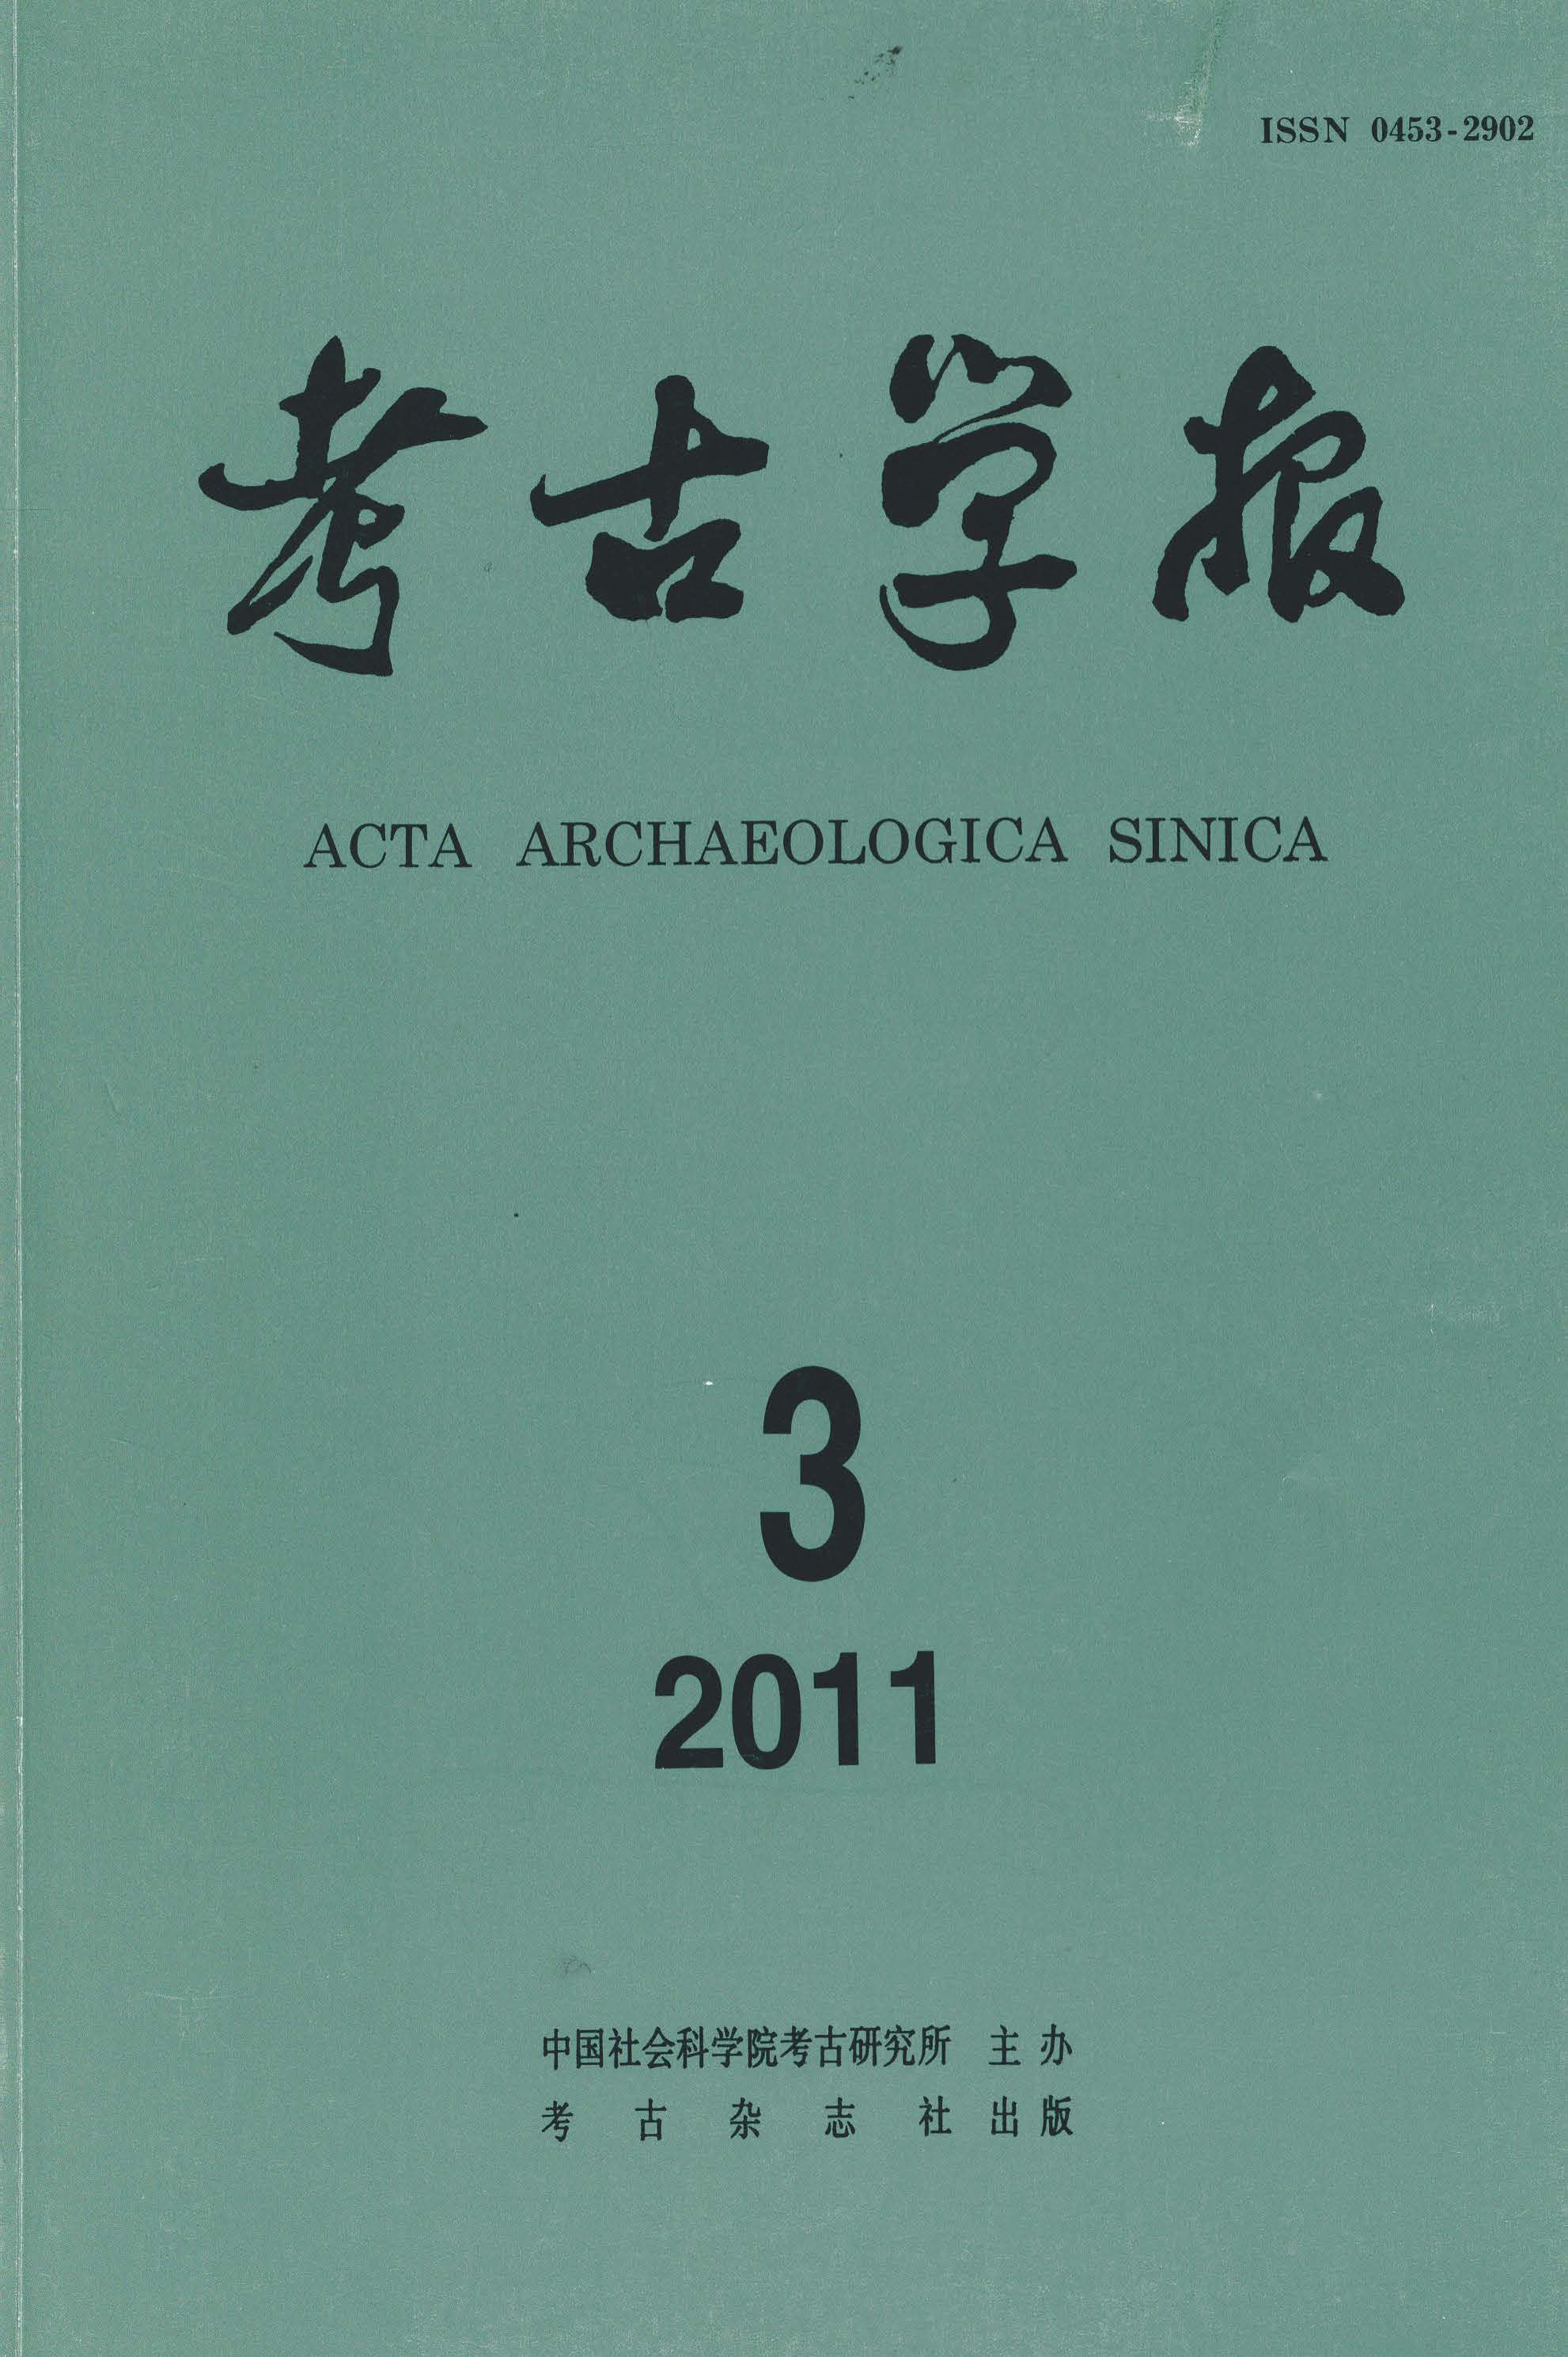 ISSN 0453-2902
考古学报
ACTA ARCHAEOLOGICA SINICA
3
2011
中国社会科学院考古研究所 主办
考古杂志社出版